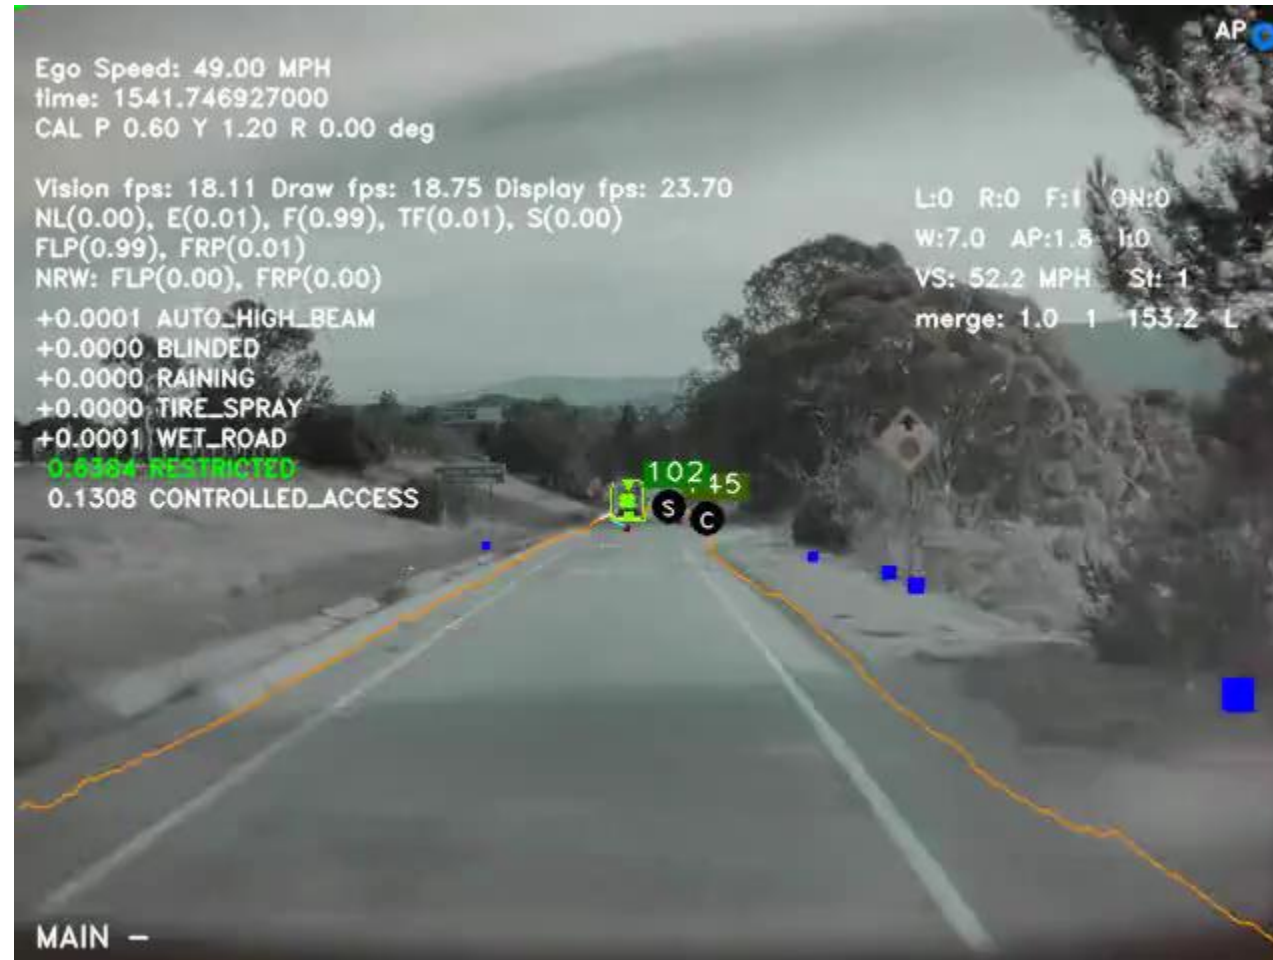 AP
Ego Speed: 49.00 MPH
time: 1541.746927000
CAL P 0.60 Y 1.20 R 0.00 deg
Vision fps: 18.11 Draw fps: 18.75 Display fps: 23.70
NL(0.00), E(0.01), F(0.99), TF(0.01), S(0.00)
FLP(0.99), FRP(0.01)
NRW: FLP(0.00), FRP(0.00)
L:0 R:0 F:1 ON:0
W:7.0 AP:1.8 I:0
VS: 52.2 MPH St: 1
merge: 1.0 1 153.2 L
+0.0001 AUTO_HIGH_BEAM
+0.0000 BLINDED
+0.0000 RAINING
+0.0000 TIRE_SPRAY
+0.0001 WET_ROAD
0.6384 RESTRICTED
0.1308 CONTROLLED_ACCESS
102
45
S
C
MAIN -